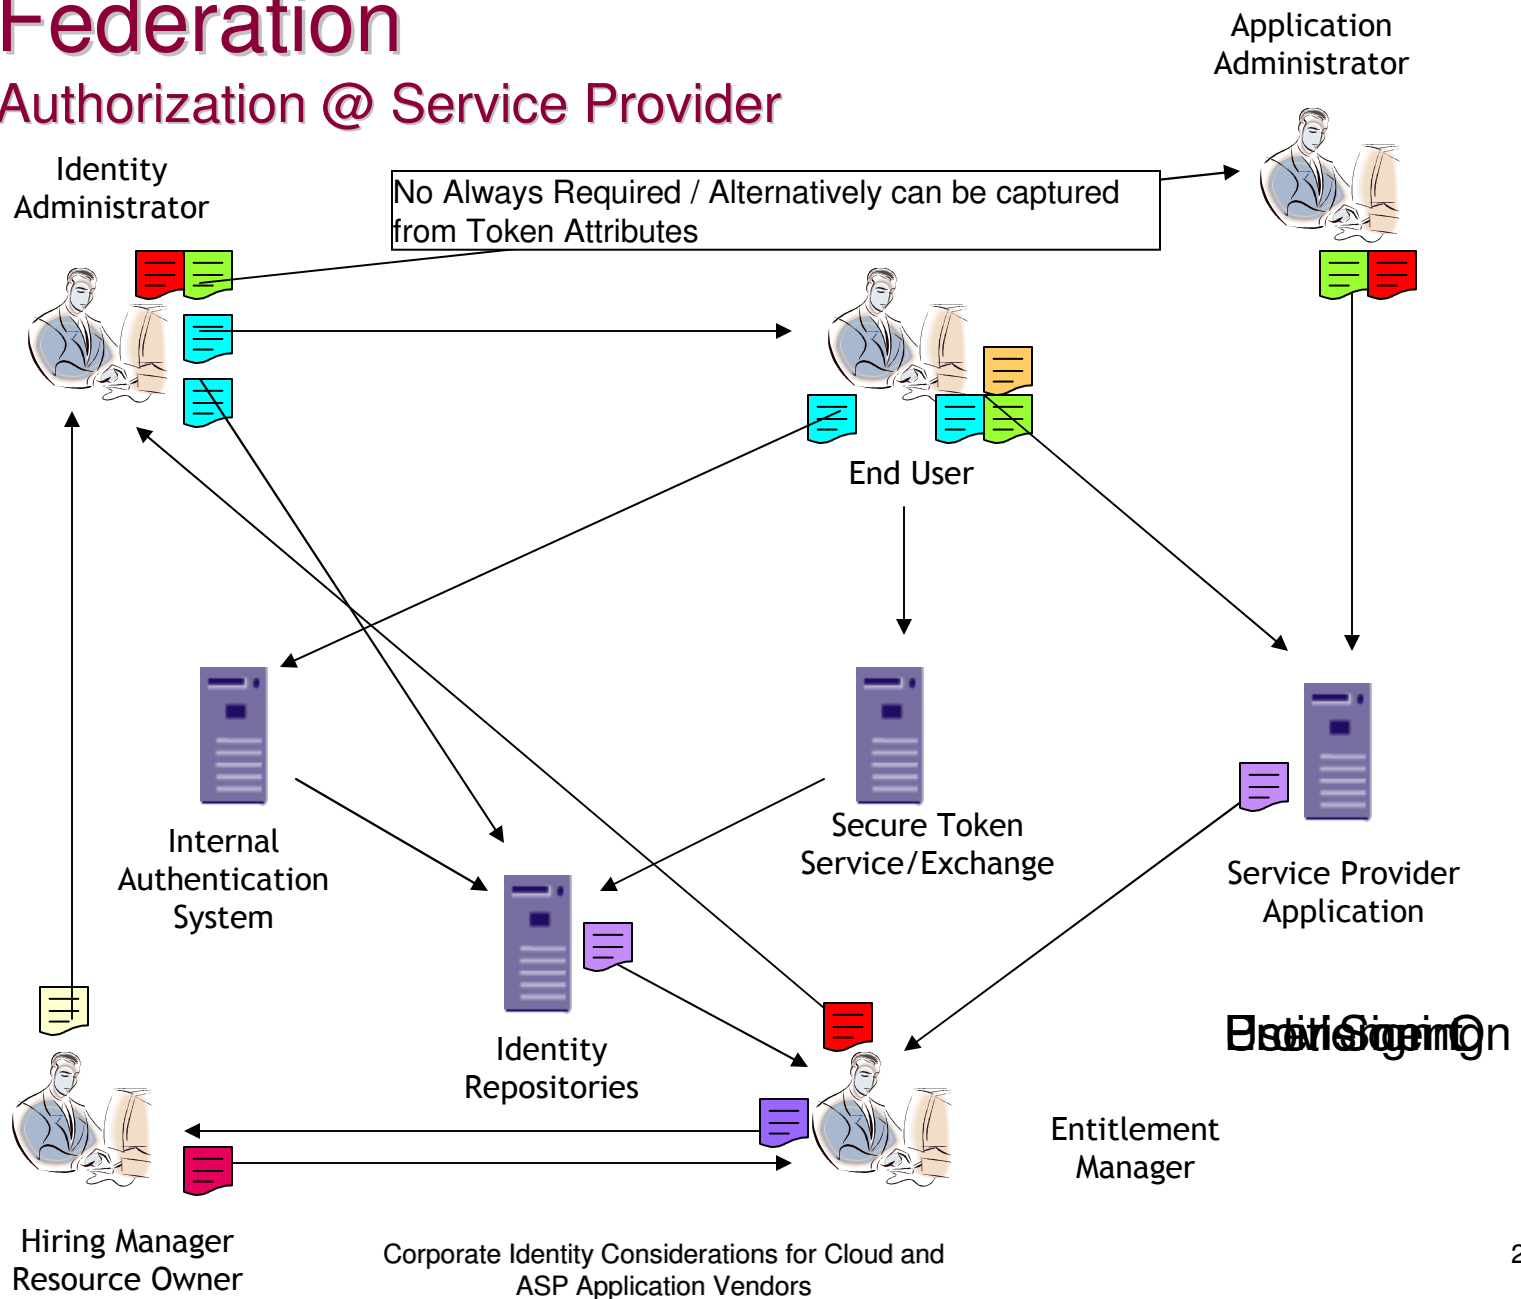 Federation
Authorization @ Service Provider
Application
Administrator
Identity
Administrator
No Always Required / Alternatively can be captured
from Token Attributes
End User
Internal
Authentication
System
Secure Token
Service/Exchange
Service Provider
Application
Identity
Repositories
Entitlement
Manager
Hiring Manager
Resource Owner
Corporate Identity Considerations for Cloud and
ASP Application Vendors
2